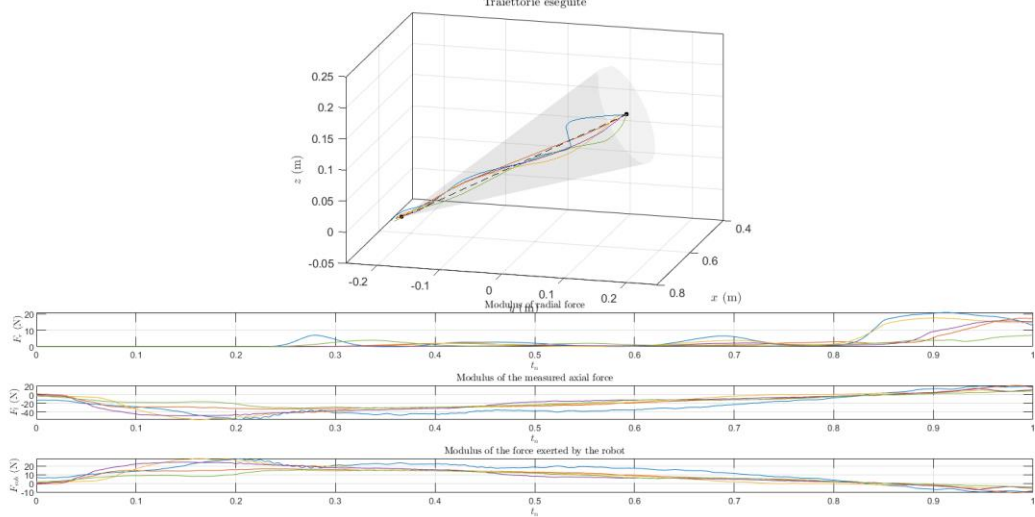 Traiettorie eseguite
0.25
0.2
0.15
0.1
0.05
0
-0.05
z (m)
-0.2
-0.1
0
0.1
0.2
0.4
0.6
0.8
x (m)
(m)
Modulus of radial force
20
10
0
(N)
0 0.1 0.2 0.3 0.4 0.5 0.6 0.7 0.8 0.9 1
tₙ
Modulus of the measured axial force
20
0
-20
-40
(N)
0 0.1 0.2 0.3 0.4 0.5 0.6 0.7 0.8 0.9 1
tₙ
Modulus of the force exerted by the robot
20
10
0
-10
(N)
0 0.1 0.2 0.3 0.4 0.5 0.6 0.7 0.8 0.9 1
tₙ